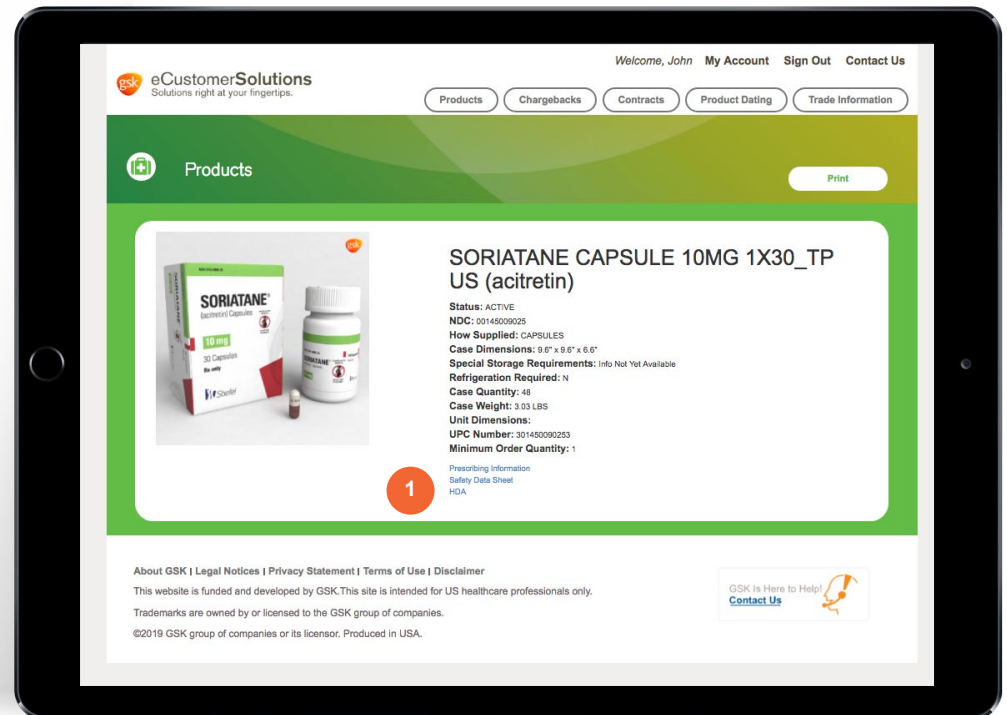 Welcome, John My Account Sign Out Contact Us
gsk
eCustomerSolutions
Solutions right at your fingertips.
Products Chargebacks Contracts Product Dating Trade Information
Products
Print
gsk
SORIATANE
SORIATANE®
(acitretin) Capsules
10 mg
30 Capsules
Rx only
Stiefel
SORIATANE
SORIATANE CAPSULE 10MG 1X30_TP
US (acitretin)
Status: ACTIVE
NDC: 00145009025
How Supplied: CAPSULES
Case Dimensions: 9.6" x 9.6" x 6.6"
Special Storage Requirements: Info Not Yet Available
Refrigeration Required: N
Case Quantity: 48
Case Weight: 3.03 LBS
Unit Dimensions:
UPC Number: 301450090253
Minimum Order Quantity: 1
1
Prescribing Information
Safety Data Sheet
HDA
About GSK | Legal Notices | Privacy Statement | Terms of Use | Disclaimer
This website is funded and developed by GSK.This site is intended for US healthcare professionals only.
Trademarks are owned by or licensed to the GSK group of companies.
©2019 GSK group of companies or its licensor. Produced in USA.
GSK Is Here to Help!
Contact Us